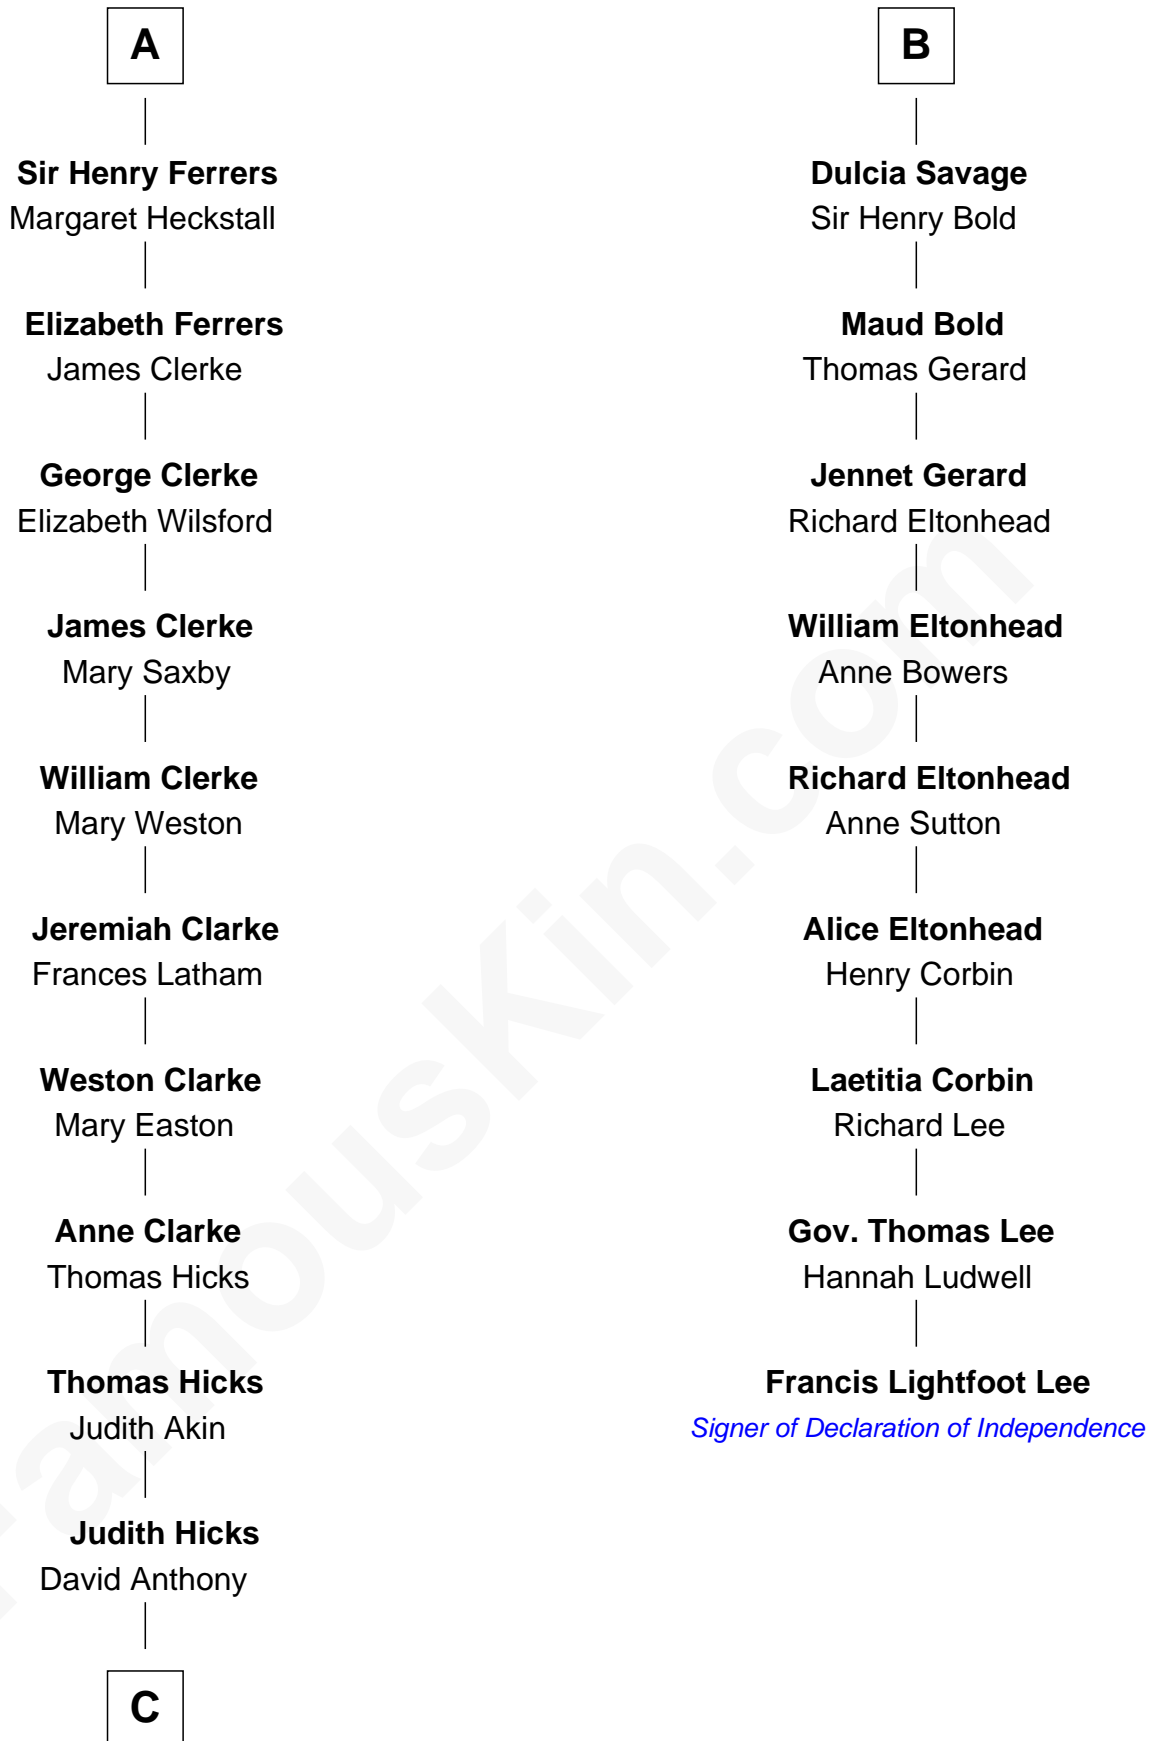 A
Sir Henry Ferrers
Margaret Heckstall
Elizabeth Ferrers
James Clerke
George Clerke
Elizabeth Wilsford
James Clerke
Mary Saxby
William Clerke
Mary Weston
Jeremiah Clarke
Frances Latham
Weston Clarke
Mary Easton
Anne Clarke
Thomas Hicks
Thomas Hicks
Judith Akin
Judith Hicks
David Anthony
C
B
Dulcia Savage
Sir Henry Bold
Maud Bold
Thomas Gerard
Jennet Gerard
Richard Eltonhead
William Eltonhead
Anne Bowers
Richard Eltonhead
Anne Sutton
Alice Eltonhead
Henry Corbin
Laetitia Corbin
Richard Lee
Gov. Thomas Lee
Hannah Ludwell
Francis Lightfoot Lee
Signer of Declaration of Independence
FamousKin.com